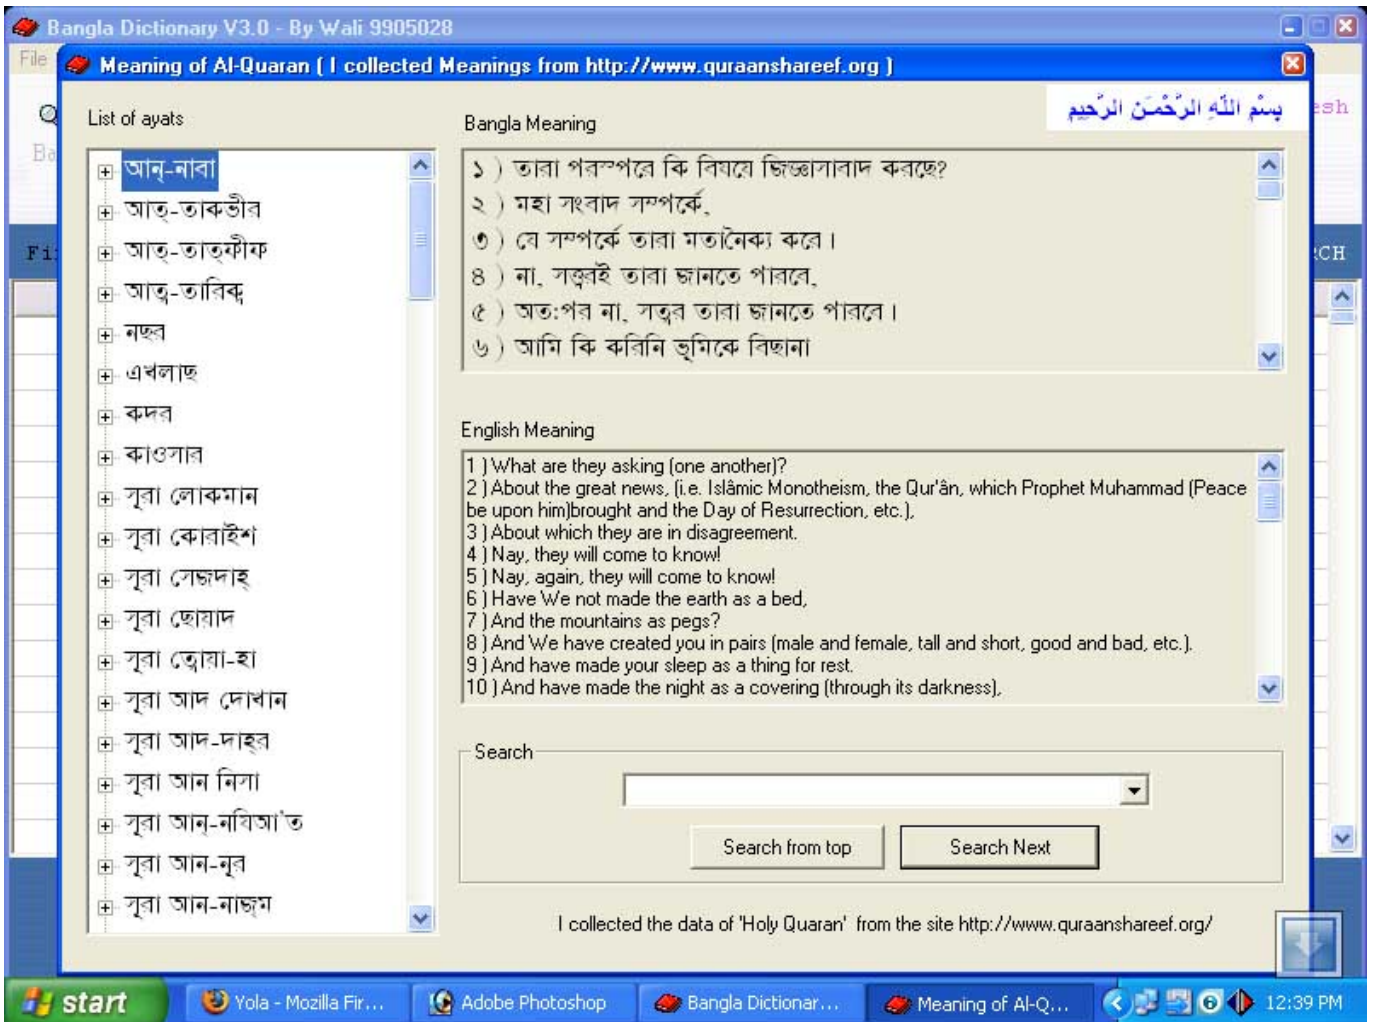 Bangla Dictionary V3.0 - By Wali 9905028
File
Meaning of Al-Quaran ( I collected Meanings from http://www.quraanshareef.org )
بِسْمِ اللّهِ الرَّحْمَـنِ الرَّحِيمِ
esh
Ba
List of ayats
আন্-নাবা
আত্-তাকভীর
আত্-তাত্ফীফ
আত্ব-তারিক্ব
নছর
এখলাছ
কদর
কাওসার
সূরা লোকমান
সূরা কোরাইশ
সূরা সেজদাহ্
সূরা ছোয়াদ
সূরা ত্বোয়া-হা
সূরা আদ দোখান
সূরা আদ-দাহ্র
সূরা আন নিসা
সূরা আন্-নযিআ'ত
সূরা আন-নূর
সূরা আন-নাজ্ম
Bangla Meaning
১ ) তারা পরস্পরে কি বিষয়ে জিজ্ঞাসাবাদ করছে?
২ ) মহা সংবাদ সম্পর্কে,
৩ ) যে সম্পর্কে তারা মতানৈক্য করে।
৪ ) না, সত্ত্বরই তারা জানতে পারবে,
৫ ) অত:পর না, সত্বর তারা জানতে পারবে।
৬ ) আমি কি করিনি ভূমিকে বিছানা
English Meaning
1 ) What are they asking (one another)?
2 ) About the great news, (i.e. Islâmic Monotheism, the Qur'ân, which Prophet Muhammad (Peace
be upon him)brought and the Day of Resurrection, etc.),
3 ) About which they are in disagreement.
4 ) Nay, they will come to know!
5 ) Nay, again, they will come to know!
6 ) Have We not made the earth as a bed,
7 ) And the mountains as pegs?
8 ) And We have created you in pairs (male and female, tall and short, good and bad, etc.).
9 ) And have made your sleep as a thing for rest.
10 ) And have made the night as a covering (through its darkness),
Search
Search from top
Search Next
I collected the data of 'Holy Quaran' from the site http://www.quraanshareef.org/
Fi
RCH
start
Yola - Mozilla Fir...
Adobe Photoshop
Bangla Dictionar...
Meaning of Al-Q...
12:39 PM